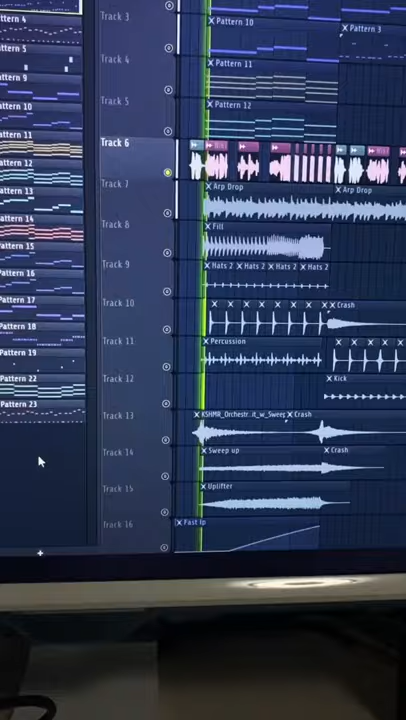 Pattern 4
Pattern 5
Pattern 9
Pattern 10
Pattern 11
Pattern 12
Pattern 13
Pattern 14
Pattern 15
Pattern 16
Pattern 17
Pattern 18
Pattern 19
Pattern 22
Pattern 23
Track 3
Pattern 10
Pattern 3
Track 4
Pattern 11
Track 5
Pattern 12
Track 6
Track 7
Arp Drop
Arp Drop
Track 8
Fill
Track 9
Hats 2
Hats 2
Hats 2
Hats 2
Track 10
Crash
Track 11
Percussion
Track 12
Kick
Track 13
KSHMR_Orchestr..it_w_Sweep
Crash
Track 14
Sweep up
Crash
Track 15
Uplifter
Track 16
Fast lp